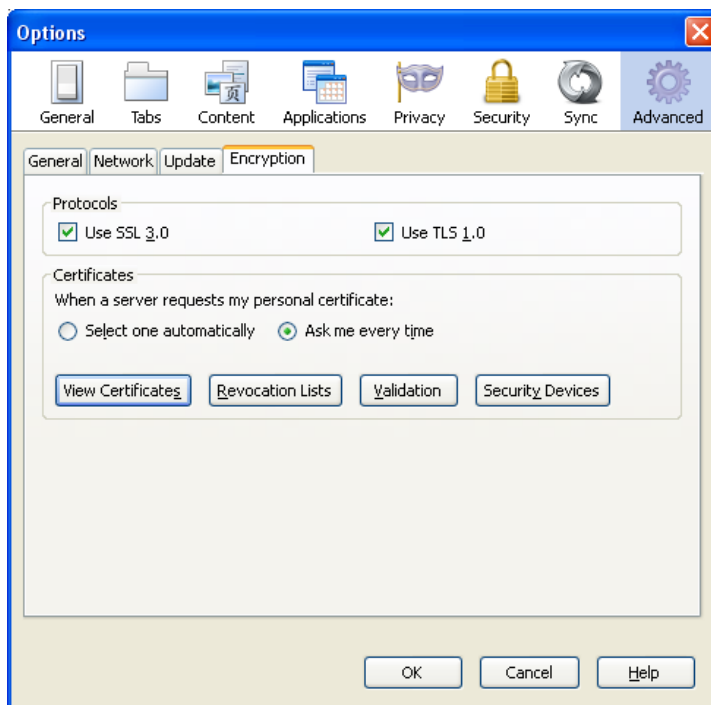 Options
General Tabs Content Applications Privacy Security Sync Advanced
页
General Network Update Encryption
Protocols
Use SSL 3.0 Use TLS 1.0
Certificates
When a server requests my personal certificate:
Select one automatically Ask me every time
View Certificates Revocation Lists Validation Security Devices
OK Cancel Help